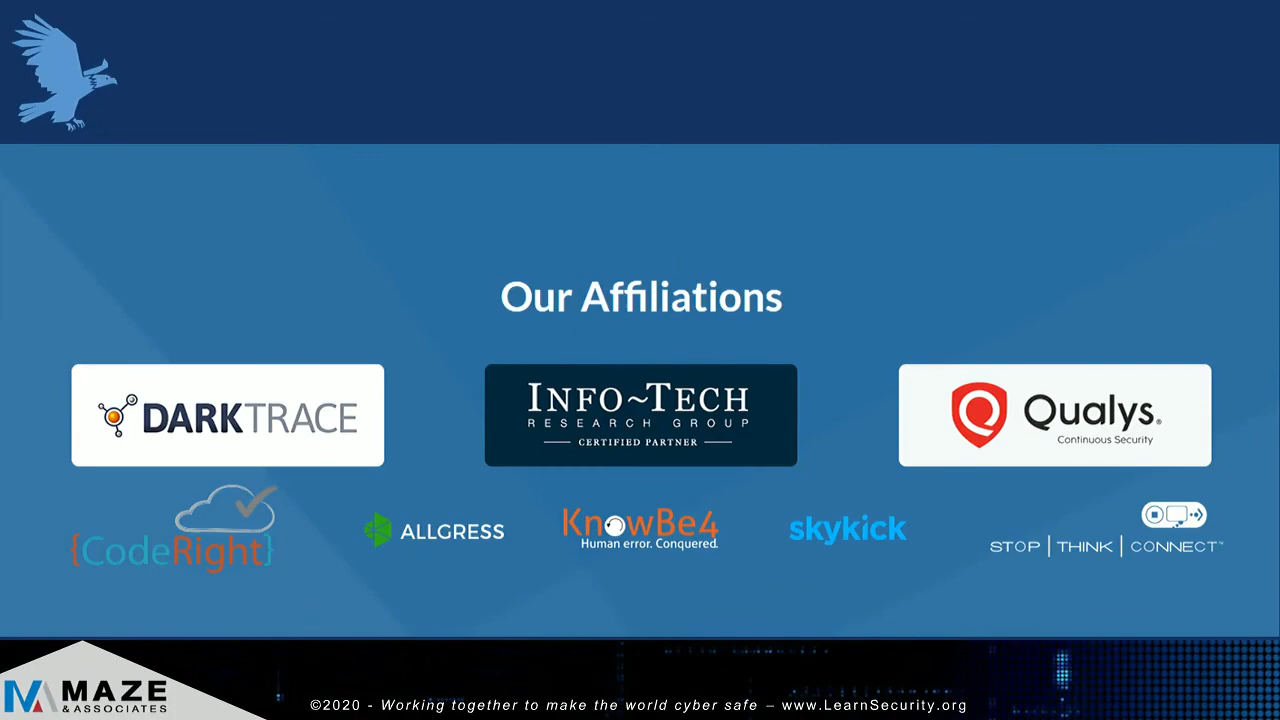 Our Affiliations
DARKTRACE
INFO~TECH
RESEARCH GROUP
CERTIFIED PARTNER
Qualys®
Continuous Security
{CodeRight}
ALLGRESS
KnowBe4
Human error. Conquered.
skykick
STOP | THINK | CONNECT™
MAZE
& ASSOCIATES
©2020 - Working together to make the world cyber safe – www.LearnSecurity.org